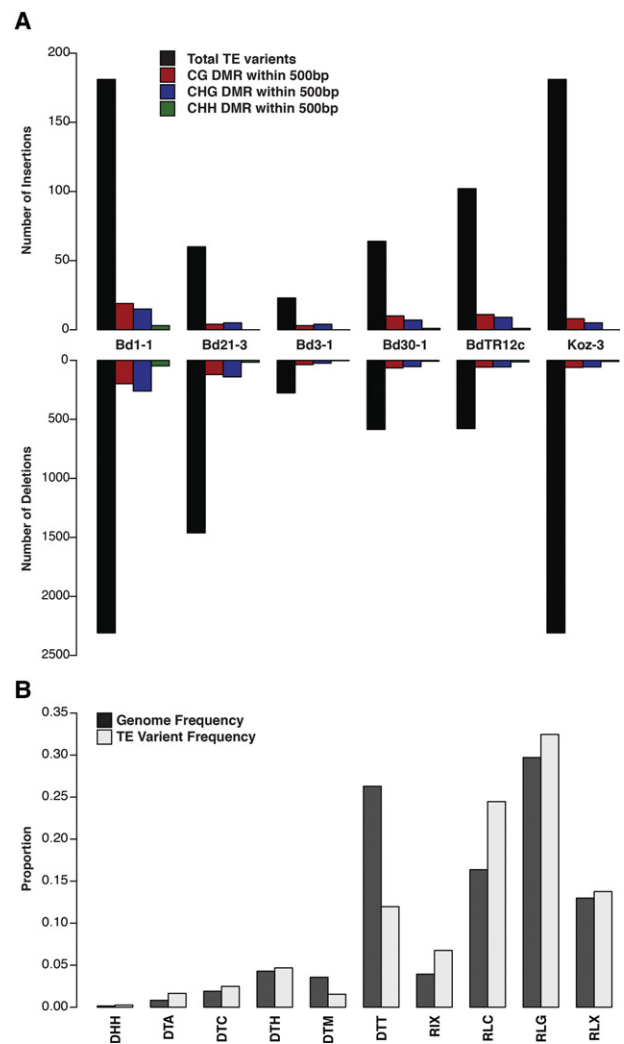 A
Total TE varients
CG DMR within 500bp
CHG DMR within 500bp
CHH DMR within 500bp
Number of Insertions
200
150
100
50
0
Bd1-1 Bd21-3 Bd3-1 Bd30-1 BdTR12c Koz-3
Number of Deletions
0
500
1000
1500
2000
2500
B
Genome Frequency
TE Varient Frequency
Proportion
0.35
0.30
0.25
0.20
0.15
0.10
0.05
0.00
DHH DTA DTC DTH DTM DTT RIX RLC RLG RLX